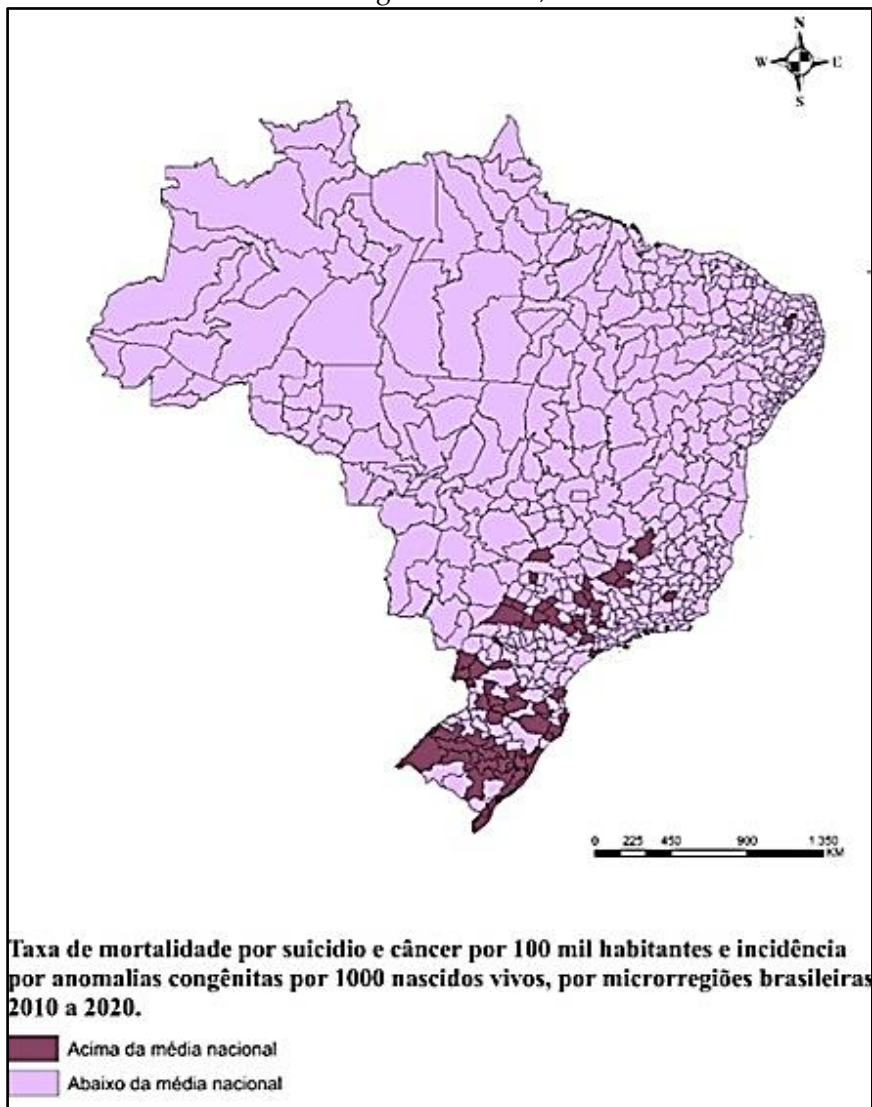 N
W
E
S
0 225 450 900 1 350
KM
Taxa de mortalidade por suicidio e câncer por 100 mil habitantes e incidência
por anomalias congênitas por 1000 nascidos vivos, por microrregiões brasileiras
2010 a 2020.
Acima da média nacional
Abaixo da média nacional